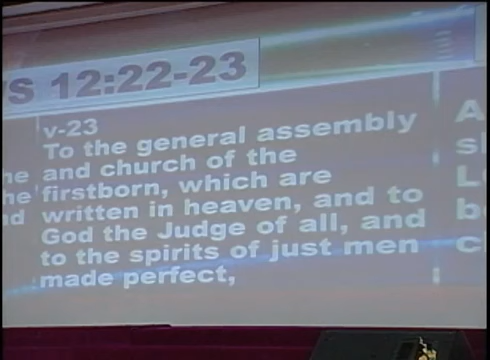 S 12:22-23
v-23
To the general assembly
and church of the
firstborn, which are
written in heaven, and to
God the Judge of all, and
to the spirits of just men
made perfect,